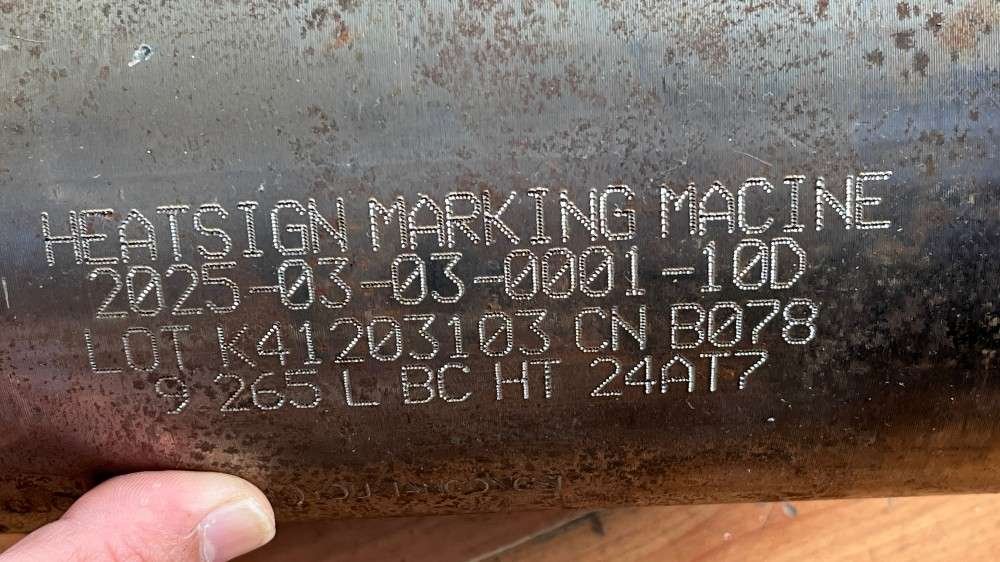 HEATSIGN MARKING MACINE
2025-03-03-0001-10D
LOT K41203103 CN B078
9 265 L BC HT 24AT7